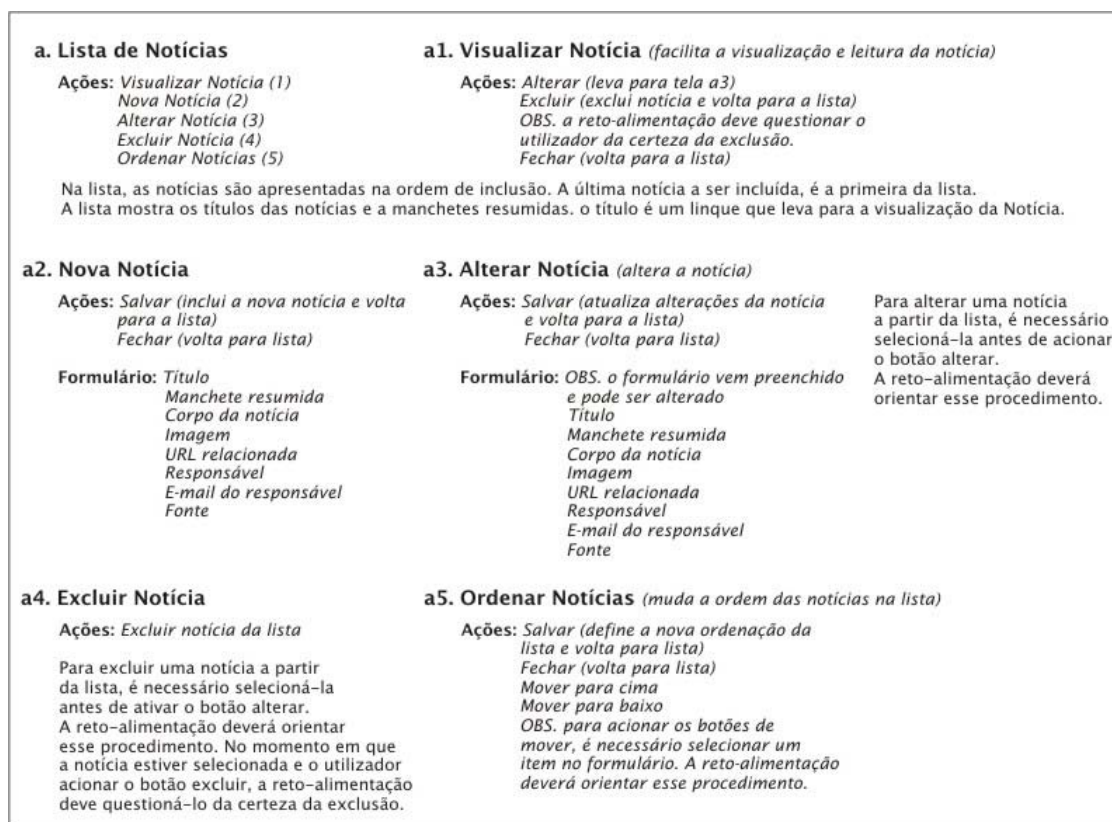 a. Lista de Notícias
Ações: Visualizar Notícia (1)
Nova Notícia (2)
Alterar Notícia (3)
Excluir Notícia (4)
Ordenar Notícias (5)
a1. Visualizar Notícia (facilita a visualização e leitura da notícia)
Ações: Alterar (leva para tela a3)
Excluir (exclui notícia e volta para a lista)
OBS. a reto-alimentação deve questionar o
utilizador da certeza da exclusão.
Fechar (volta para a lista)
Na lista, as notícias são apresentadas na ordem de inclusão. A última notícia a ser incluída, é a primeira da lista.
A lista mostra os títulos das notícias e a manchetes resumidas. o título é um linque que leva para a visualização da Notícia.
a2. Nova Notícia
Ações: Salvar (inclui a nova notícia e volta
para a lista)
Fechar (volta para lista)
Formulário: Título
Manchete resumida
Corpo da notícia
Imagem
URL relacionada
Responsável
E-mail do responsável
Fonte
a3. Alterar Notícia (altera a notícia)
Ações: Salvar (atualiza alterações da notícia
e volta para a lista)
Fechar (volta para lista)
Formulário: OBS. o formulário vem preenchido
e pode ser alterado
Título
Manchete resumida
Corpo da notícia
Imagem
URL relacionada
Responsável
E-mail do responsável
Fonte
Para alterar uma notícia
a partir da lista, é necessário
selecioná-la antes de acionar
o botão alterar.
A reto-alimentação deverá
orientar esse procedimento.
a4. Excluir Notícia
Ações: Excluir notícia da lista
Para excluir uma notícia a partir
da lista, é necessário selecioná-la
antes de ativar o botão alterar.
A reto-alimentação deverá orientar
esse procedimento. No momento em que
a notícia estiver selecionada e o utilizador
acionar o botão excluir, a reto-alimentação
deve questioná-lo da certeza da exclusão.
a5. Ordenar Notícias (muda a ordem das notícias na lista)
Ações: Salvar (define a nova ordenação da
lista e volta para lista)
Fechar (volta para lista)
Mover para cima
Mover para baixo
OBS. para acionar os botões de
mover, é necessário selecionar um
item no formulário. A reto-alimentação
deverá orientar esse procedimento.